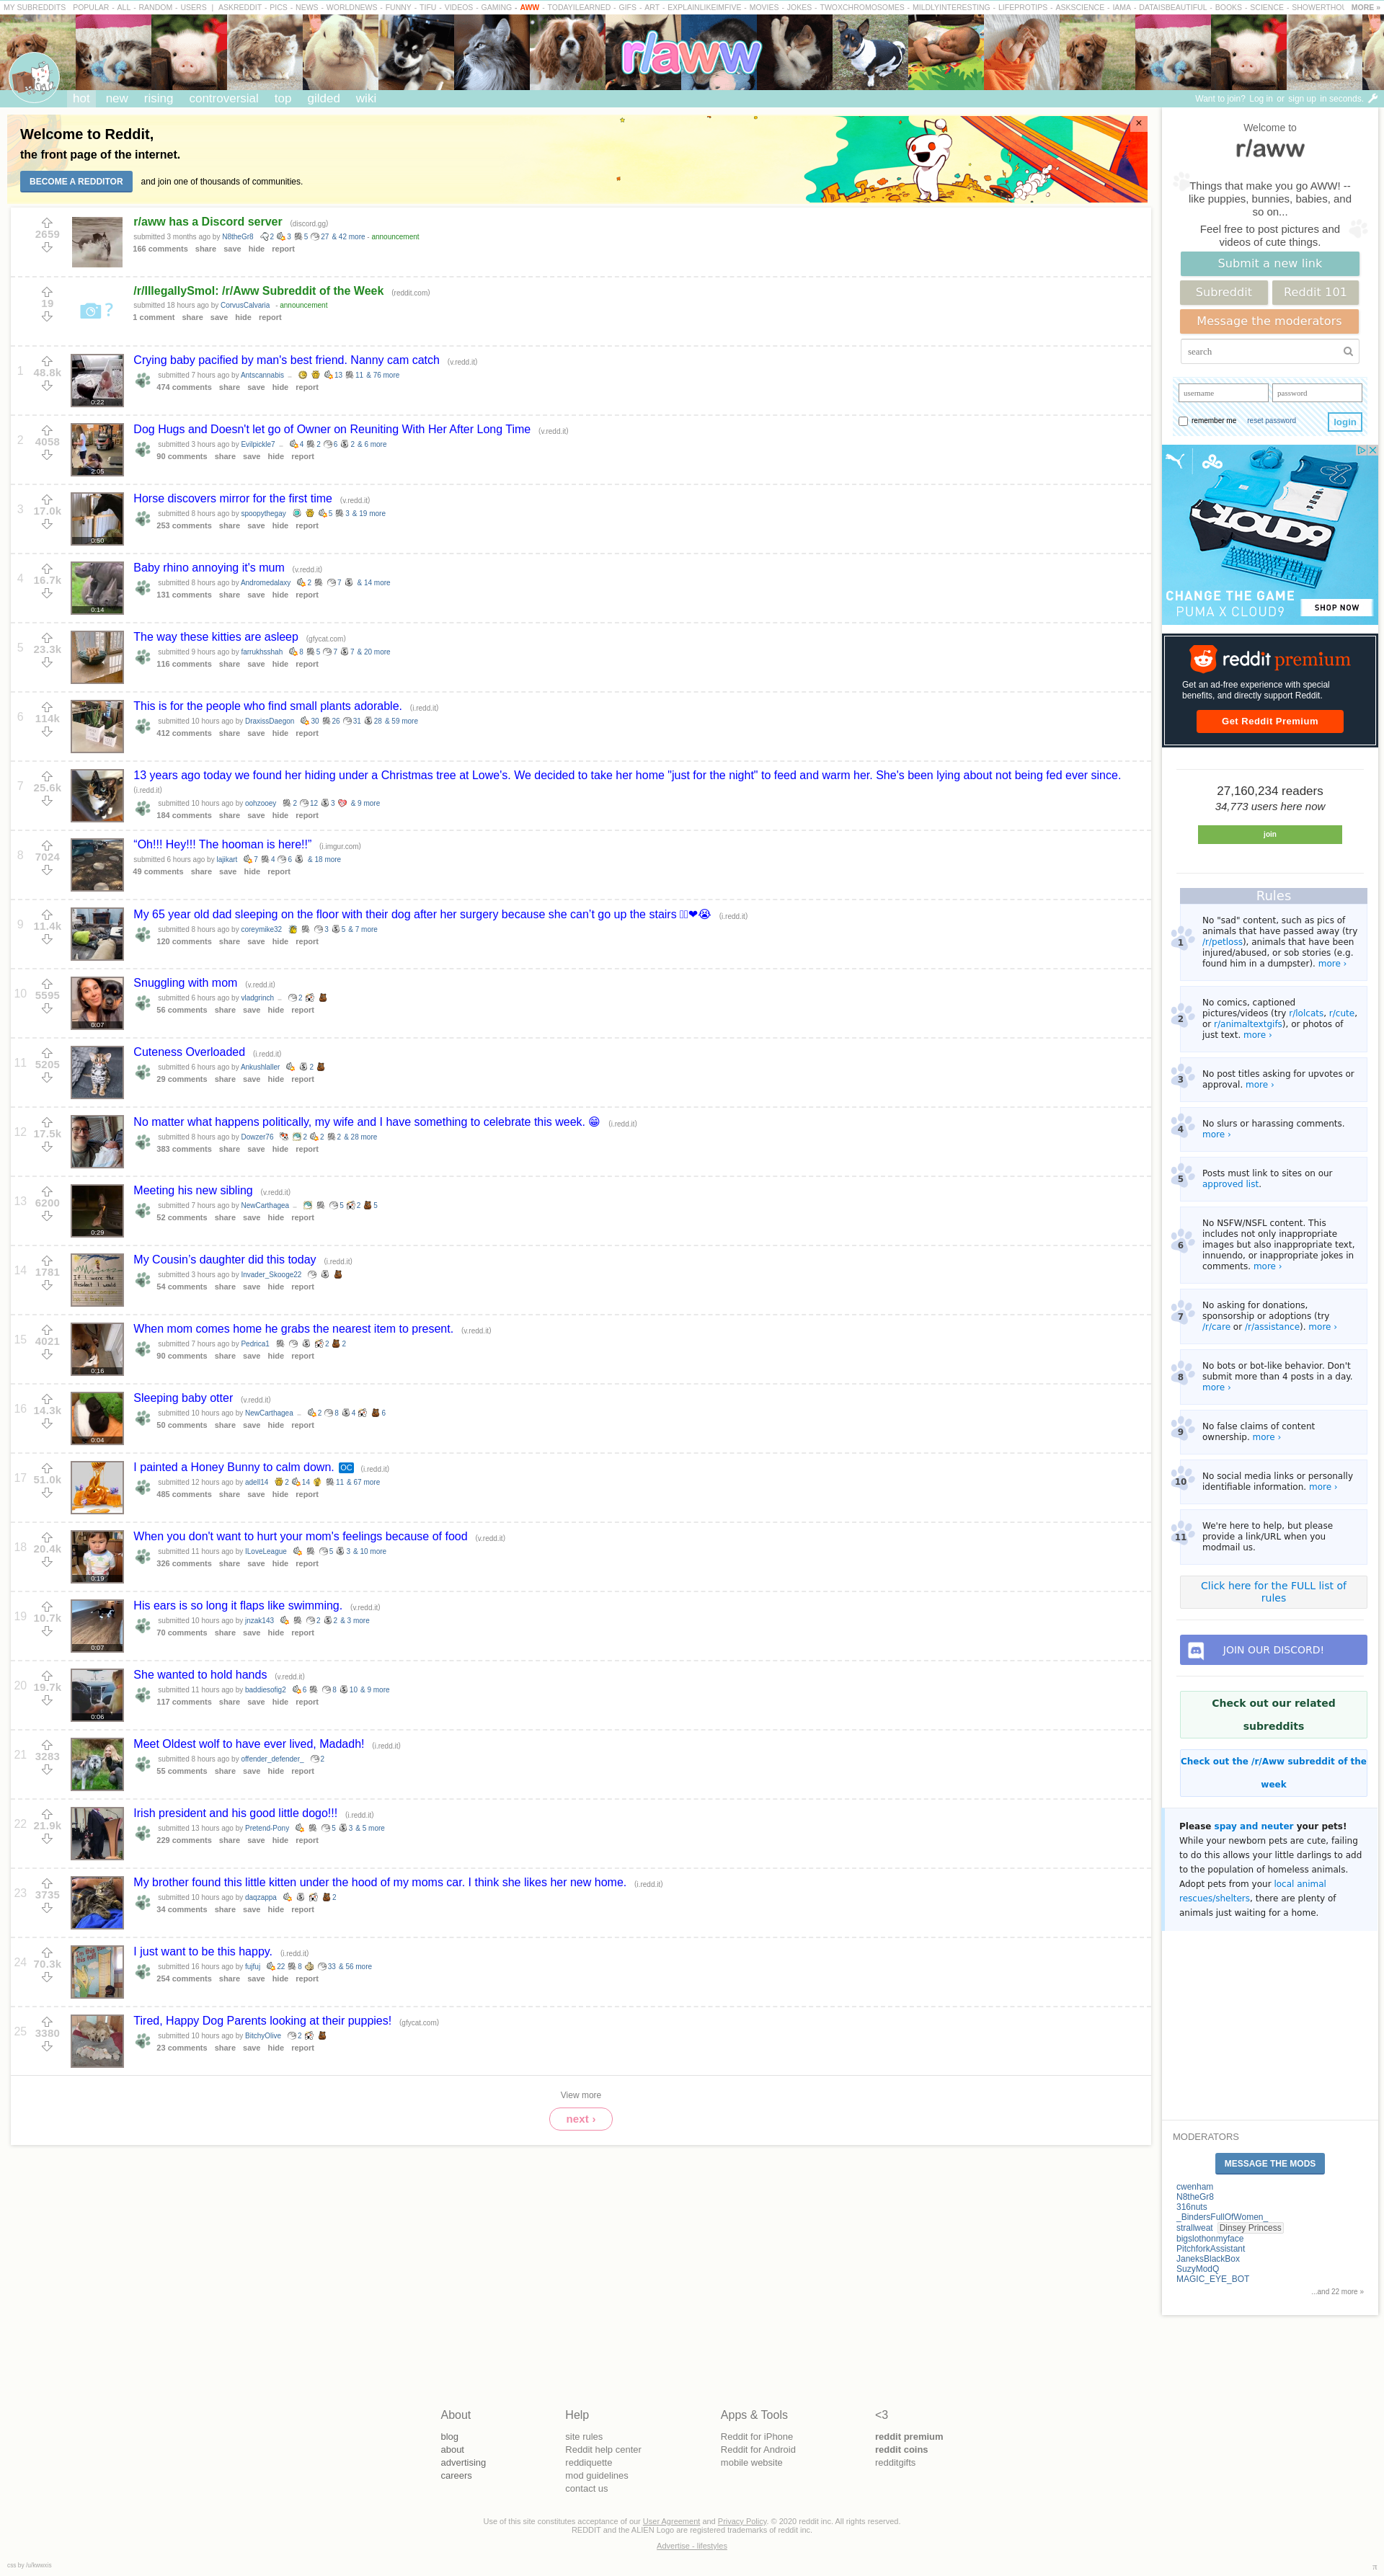 MY SUBREDDITS POPULAR - ALL - RANDOM - USERS | ASKREDDIT - PICS - NEWS - WORLDNEWS - FUNNY - TIFU - VIDEOS - GAMING - AWW - TODAYILEARNED - GIFS - ART - EXPLAINLIKEIMFIVE - MOVIES - JOKES - TWOXCHROMOSOMES - MILDLYINTERESTING - LIFEPROTIPS - ASKSCIENCE - IAMA - DATAISBEAUTIFUL - BOOKS - SCIENCE - SHOWERTHOU MORE »
r/aww
hot new rising controversial top gilded wiki
Want to join? Log in or sign up in seconds.
Welcome to Reddit,
the front page of the internet.
BECOME A REDDITOR and join one of thousands of communities.
×
2659
r/aww has a Discord server (discord.gg)
submitted 3 months ago by N8theGr8 2 3 5 27 & 42 more - announcement
166 comments share save hide report
19
/r/IllegallySmol: /r/Aww Subreddit of the Week (reddit.com)
submitted 18 hours ago by CorvusCalvaria - announcement
1 comment share save hide report
1 48.8k 0:22
Crying baby pacified by man's best friend. Nanny cam catch (v.redd.it)
submitted 7 hours ago by Antscannabis .. 13 11 & 76 more
474 comments share save hide report
2 4058 2:05
Dog Hugs and Doesn't let go of Owner on Reuniting With Her After Long Time (v.redd.it)
submitted 3 hours ago by Evilpickle7 .. 4 2 6 2 & 6 more
90 comments share save hide report
3 17.0k 0:50
Horse discovers mirror for the first time (v.redd.it)
submitted 8 hours ago by spoopythegay 5 3 & 19 more
253 comments share save hide report
4 16.7k 0:14
Baby rhino annoying it's mum (v.redd.it)
submitted 8 hours ago by Andromedalaxy 2 7 & 14 more
131 comments share save hide report
5 23.3k
The way these kitties are asleep (gfycat.com)
submitted 9 hours ago by farrukhsshah 8 5 7 7 & 20 more
116 comments share save hide report
6 114k
This is for the people who find small plants adorable. (i.redd.it)
submitted 10 hours ago by DraxissDaegon 30 26 31 28 & 59 more
412 comments share save hide report
7 25.6k
13 years ago today we found her hiding under a Christmas tree at Lowe's. We decided to take her home "just for the night" to feed and warm her. She's been lying about not being fed ever since.
(i.redd.it)
submitted 10 hours ago by oohzooey 2 12 3 & 9 more
184 comments share save hide report
8 7024
“Oh!!! Hey!!! The hooman is here!!” (i.imgur.com)
submitted 6 hours ago by lajikart 7 4 6 & 18 more
49 comments share save hide report
9 11.4k
My 65 year old dad sleeping on the floor with their dog after her surgery because she can’t go up the stairs ❤😭 (i.redd.it)
submitted 8 hours ago by coreymike32 3 5 & 7 more
120 comments share save hide report
10 5595 0:07
Snuggling with mom (v.redd.it)
submitted 6 hours ago by vladgrinch .. 2
56 comments share save hide report
11 5205
Cuteness Overloaded (i.redd.it)
submitted 6 hours ago by Ankushlaller 2
29 comments share save hide report
12 17.5k
No matter what happens politically, my wife and I have something to celebrate this week. 😁 (i.redd.it)
submitted 8 hours ago by Dowzer76 2 2 2 & 28 more
383 comments share save hide report
13 6200 0:29
Meeting his new sibling (v.redd.it)
submitted 7 hours ago by NewCarthagea .. 5 2 5
52 comments share save hide report
14 1781
My Cousin’s daughter did this today (i.redd.it)
submitted 3 hours ago by Invader_Skooge22
54 comments share save hide report
15 4021 0:16
When mom comes home he grabs the nearest item to present. (v.redd.it)
submitted 7 hours ago by Pedrica1 2 2
90 comments share save hide report
16 14.3k 0:04
Sleeping baby otter (v.redd.it)
submitted 10 hours ago by NewCarthagea .. 2 8 4 6
50 comments share save hide report
17 51.0k
I painted a Honey Bunny to calm down. OC (i.redd.it)
submitted 12 hours ago by adell14 2 14 11 & 67 more
485 comments share save hide report
18 20.4k 0:19
When you don't want to hurt your mom's feelings because of food (v.redd.it)
submitted 11 hours ago by ILoveLeague 5 3 & 10 more
326 comments share save hide report
19 10.7k 0:07
His ears is so long it flaps like swimming. (v.redd.it)
submitted 10 hours ago by jnzak143 2 2 & 3 more
70 comments share save hide report
20 19.7k 0:06
She wanted to hold hands (v.redd.it)
submitted 11 hours ago by baddiesofig2 6 8 10 & 9 more
117 comments share save hide report
21 3283
Meet Oldest wolf to have ever lived, Madadh! (i.redd.it)
submitted 8 hours ago by offender_defender_ 2
55 comments share save hide report
22 21.9k
Irish president and his good little dogo!!! (i.redd.it)
submitted 13 hours ago by Pretend-Pony 5 3 & 5 more
229 comments share save hide report
23 3735
My brother found this little kitten under the hood of my moms car. I think she likes her new home. (i.redd.it)
submitted 10 hours ago by daqzappa 2
34 comments share save hide report
24 70.3k
I just want to be this happy. (i.redd.it)
submitted 16 hours ago by fujfuj 22 8 33 & 56 more
254 comments share save hide report
25 3380
Tired, Happy Dog Parents looking at their puppies! (gfycat.com)
submitted 10 hours ago by BitchyOlive 2
23 comments share save hide report
View more
next ›
Welcome to
r/aww
Things that make you go AWW! --
like puppies, bunnies, babies, and
so on...
Feel free to post pictures and
videos of cute things.
Submit a new link
Subreddit Reddit 101
Message the moderators
search
username password
remember me reset password login
CLOUD9
CHANGE THE GAME
PUMA X CLOUD9 SHOP NOW
reddit premium
Get an ad-free experience with special
benefits, and directly support Reddit.
Get Reddit Premium
27,160,234 readers
34,773 users here now
join
Rules
1 No "sad" content, such as pics of
animals that have passed away (try
/r/petloss), animals that have been
injured/abused, or sob stories (e.g.
found him in a dumpster). more ›
2 No comics, captioned
pictures/videos (try r/lolcats, r/cute,
or r/animaltextgifs), or photos of
just text. more ›
3 No post titles asking for upvotes or
approval. more ›
4 No slurs or harassing comments.
more ›
5 Posts must link to sites on our
approved list.
6 No NSFW/NSFL content. This
includes not only inappropriate
images but also inappropriate text,
innuendo, or inappropriate jokes in
comments. more ›
7 No asking for donations,
sponsorship or adoptions (try
/r/care or /r/assistance). more ›
8 No bots or bot-like behavior. Don't
submit more than 4 posts in a day.
more ›
9 No false claims of content
ownership. more ›
10 No social media links or personally
identifiable information. more ›
11 We're here to help, but please
provide a link/URL when you
modmail us.
Click here for the FULL list of
rules
JOIN OUR DISCORD!
Check out our related
subreddits
Check out the /r/Aww subreddit of the
week
Please spay and neuter your pets!
While your newborn pets are cute, failing
to do this allows your little darlings to add
to the population of homeless animals.
Adopt pets from your local animal
rescues/shelters, there are plenty of
animals just waiting for a home.
MODERATORS
MESSAGE THE MODS
cwenham
N8theGr8
316nuts
_BindersFullOfWomen_
strallweat Dinsey Princess
bigslothonmyface
PitchforkAssistant
JaneksBlackBox
SuzyModQ
MAGIC_EYE_BOT
...and 22 more »
About
blog
about
advertising
careers
Help
site rules
Reddit help center
reddiquette
mod guidelines
contact us
Apps & Tools
Reddit for iPhone
Reddit for Android
mobile website
<3
reddit premium
reddit coins
redditgifts
Use of this site constitutes acceptance of our User Agreement and Privacy Policy. © 2020 reddit inc. All rights reserved.
REDDIT and the ALIEN Logo are registered trademarks of reddit inc.
Advertise - lifestyles
π